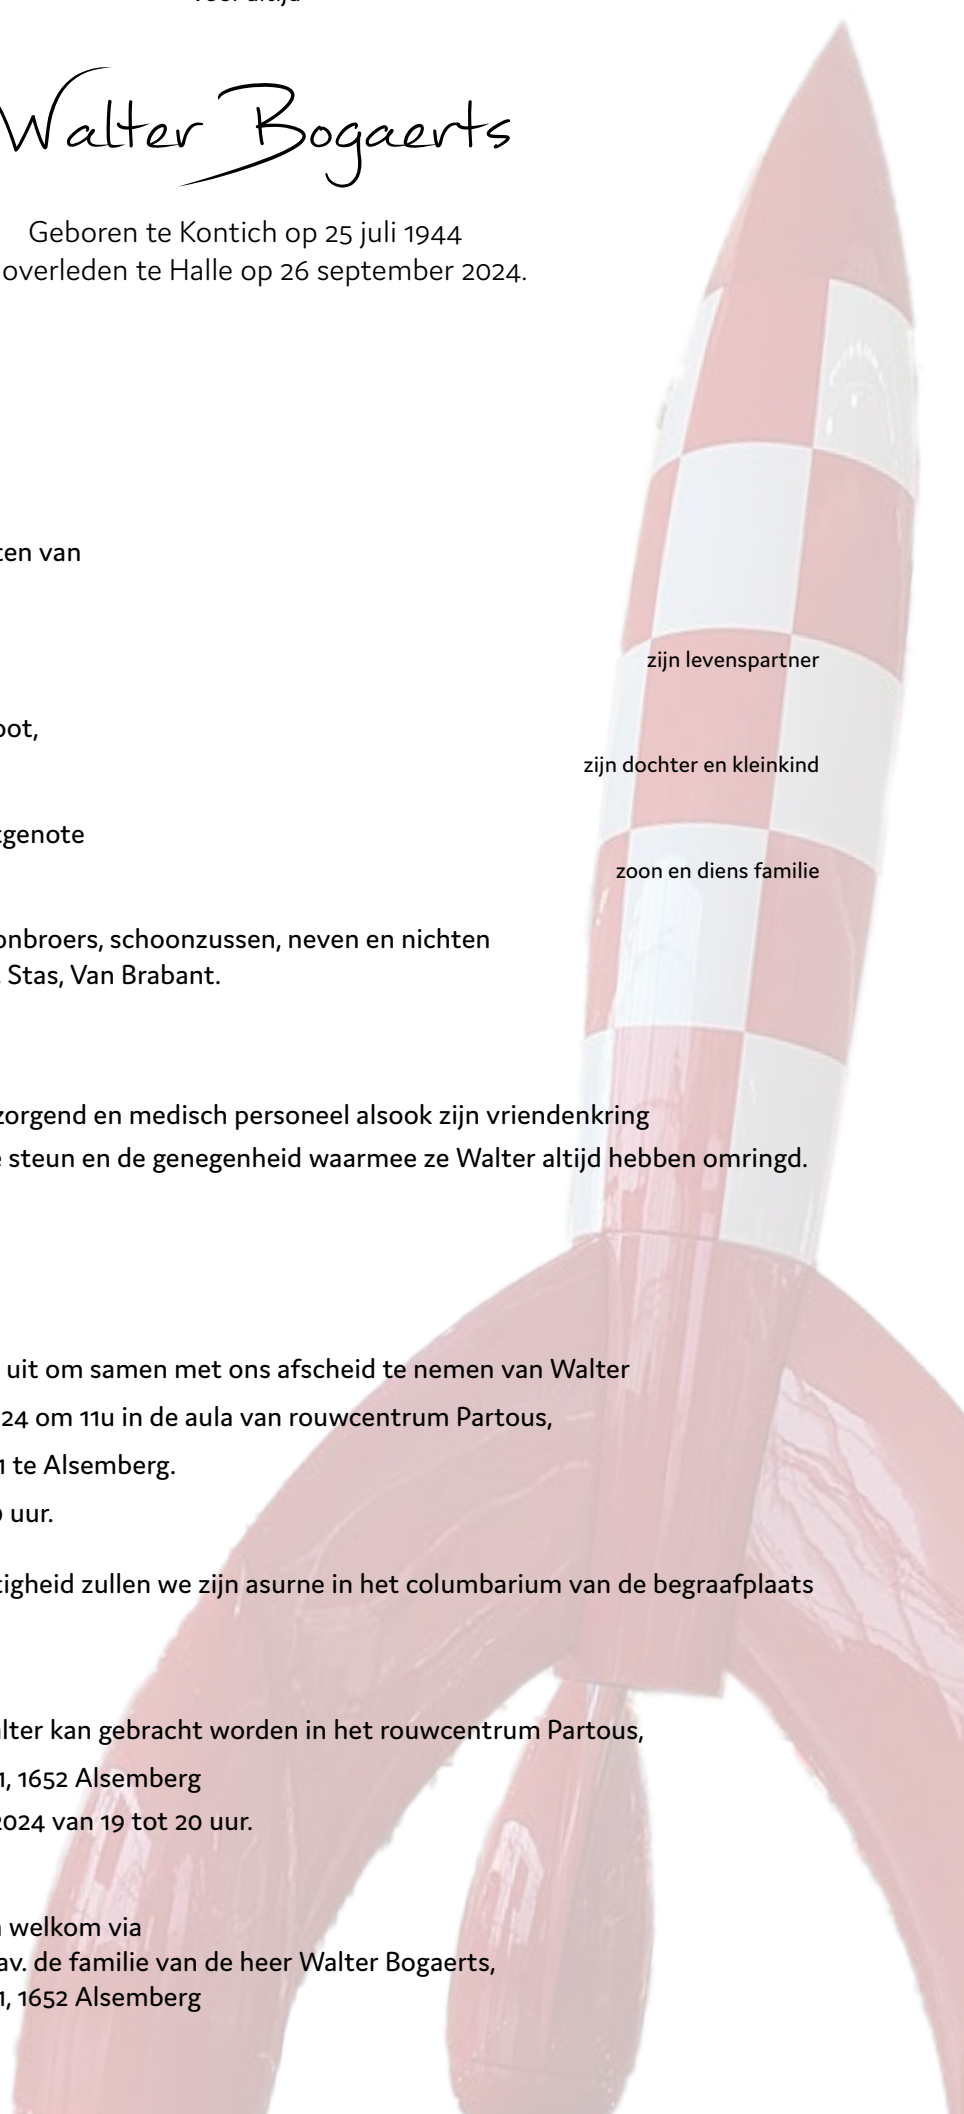 voor altijd
Walter Bogaerts
Geboren te Kontich op 25 juli 1944
overleden te Halle op 26 september 2024.
ten van
zijn levenspartner
oot,
zijn dochter en kleinkind
tgenote
zoon en diens familie
onbroers, schoonzussen, neven en nichten
Stas, Van Brabant.
zorgend en medisch personeel alsook zijn vriendenkring
e steun en de genegenheid waarmee ze Walter altijd hebben omringd.
uit om samen met ons afscheid te nemen van Walter
24 om 11u in de aula van rouwcentrum Partous,
1 te Alsemberg.
uur.
tigheid zullen we zijn asurne in het columbarium van de begraafplaats
alter kan gebracht worden in het rouwcentrum Partous,
1, 1652 Alsemberg
2024 van 19 tot 20 uur.
welkom via
av. de familie van de heer Walter Bogaerts,
1, 1652 Alsemberg